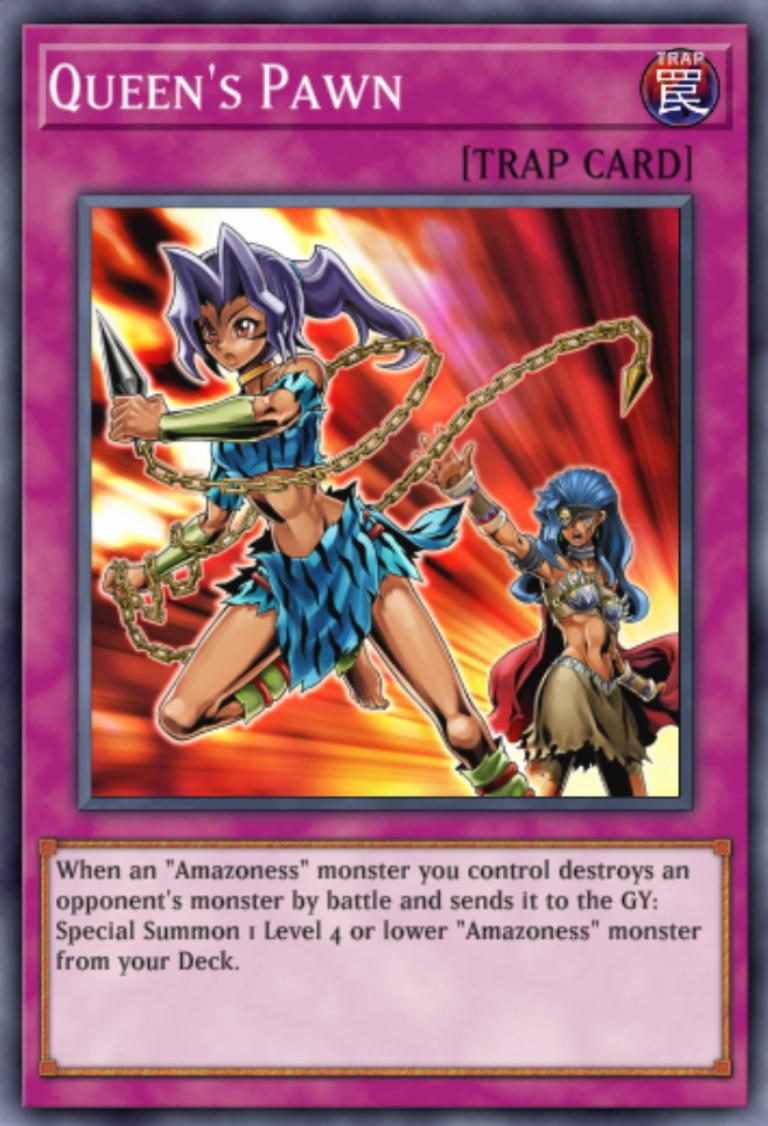 QUEEN'S PAWN
TRAP
罠
[TRAP CARD]
When an "Amazoness" monster you control destroys an
opponent's monster by battle and sends it to the GY:
Special Summon 1 Level 4 or lower "Amazoness" monster
from your Deck.